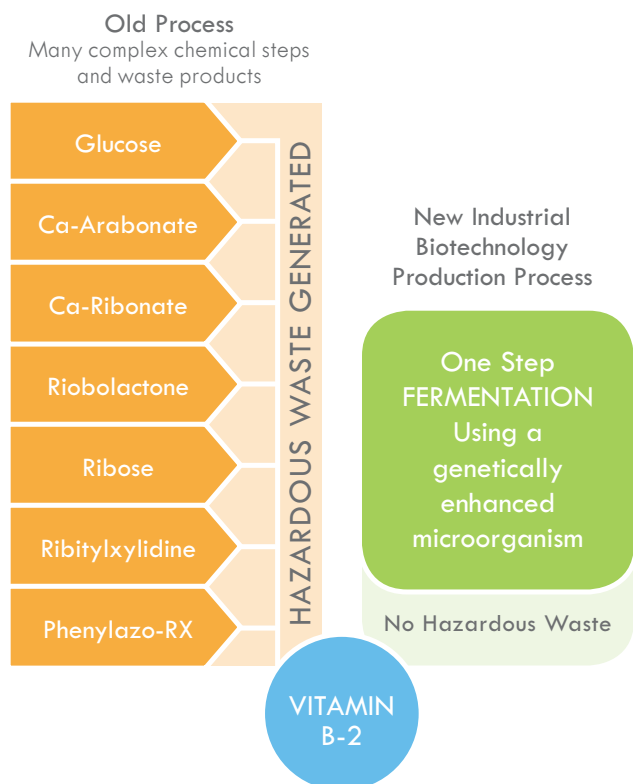 Old Process
Many complex chemical steps
and waste products
Glucose
Ca-Arabonate
Ca-Ribonate
Riobolactone
Ribose
Ribitylxylidine
Phenylazo-RX
HAZARDOUS WASTE GENERATED
New Industrial
Biotechnology
Production Process
One Step
FERMENTATION
Using a
genetically
enhanced
microorganism
No Hazardous Waste
VITAMIN
B-2